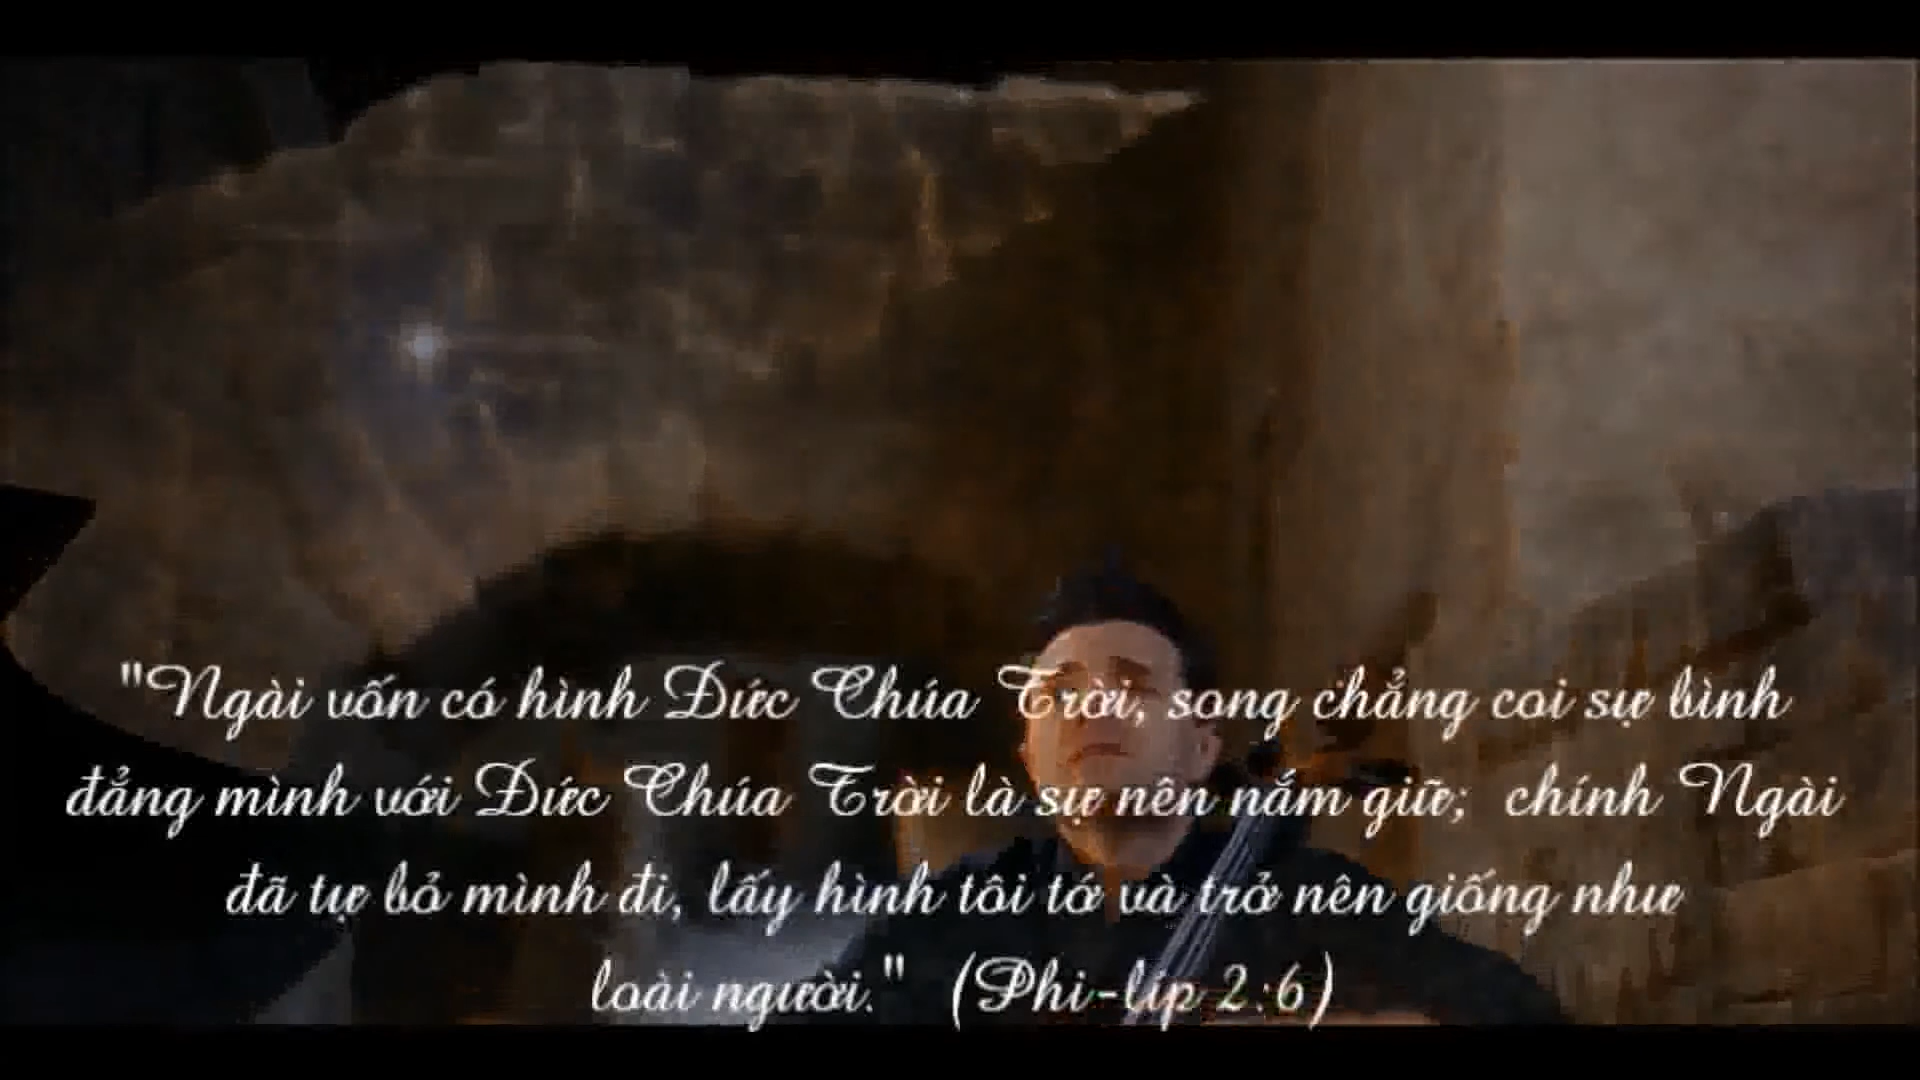 "Ngài vốn có hình Đức Chúa Trời, song chẳng coi sự bình
đẳng mình với Đức Chúa Trời là sự nên nắm giữ; chính Ngài
đã tự bỏ mình đi, lấy hình tôi tớ và trở nên giống như
loài người." (Phi-líp 2:6)